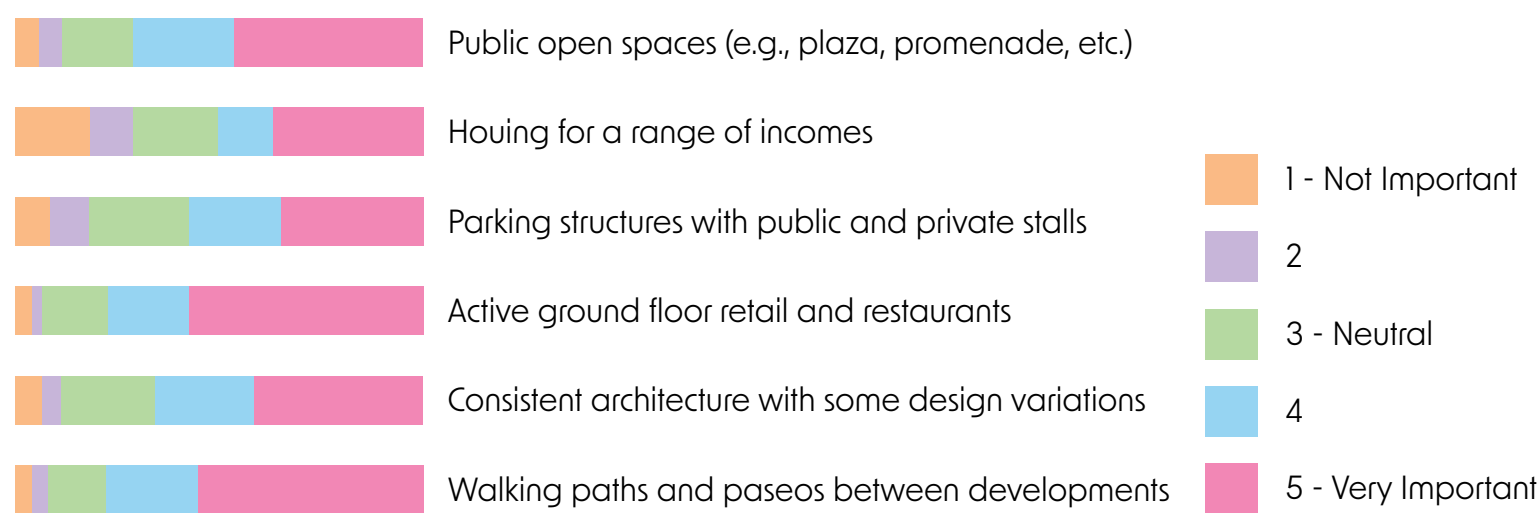 Public open spaces (e.g., plaza, promenade, etc.)
Houing for a range of incomes
Parking structures with public and private stalls
Active ground floor retail and restaurants
Consistent architecture with some design variations
Walking paths and paseos between developments
1 - Not Important
2
3 - Neutral
4
5 - Very Important